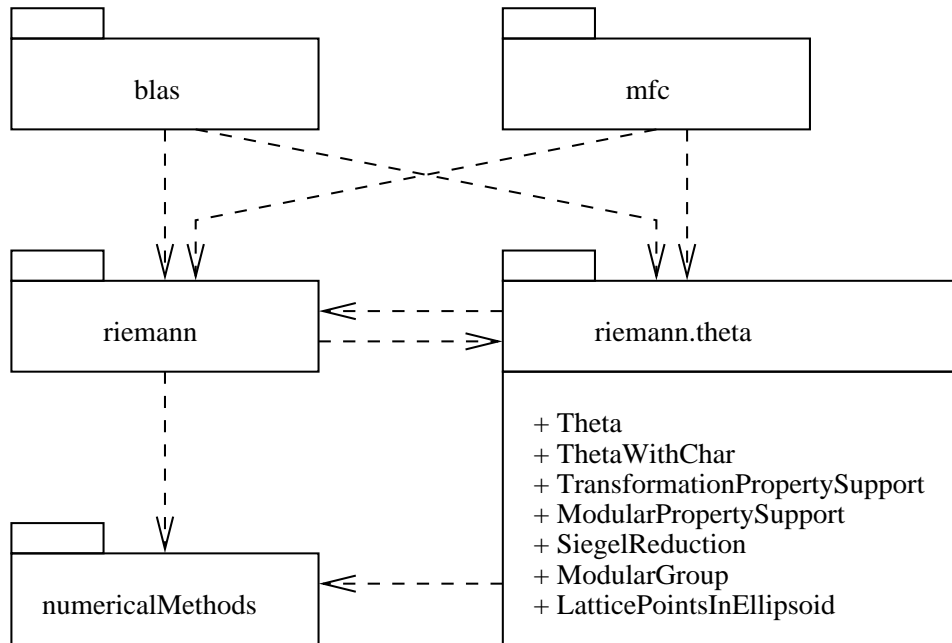 blas
mfc
riemann
riemann.theta
+ Theta
+ ThetaWithChar
+ TransformationPropertySupport
+ ModularPropertySupport
+ SiegelReduction
+ ModularGroup
+ LatticePointsInEllipsoid
numericalMethods